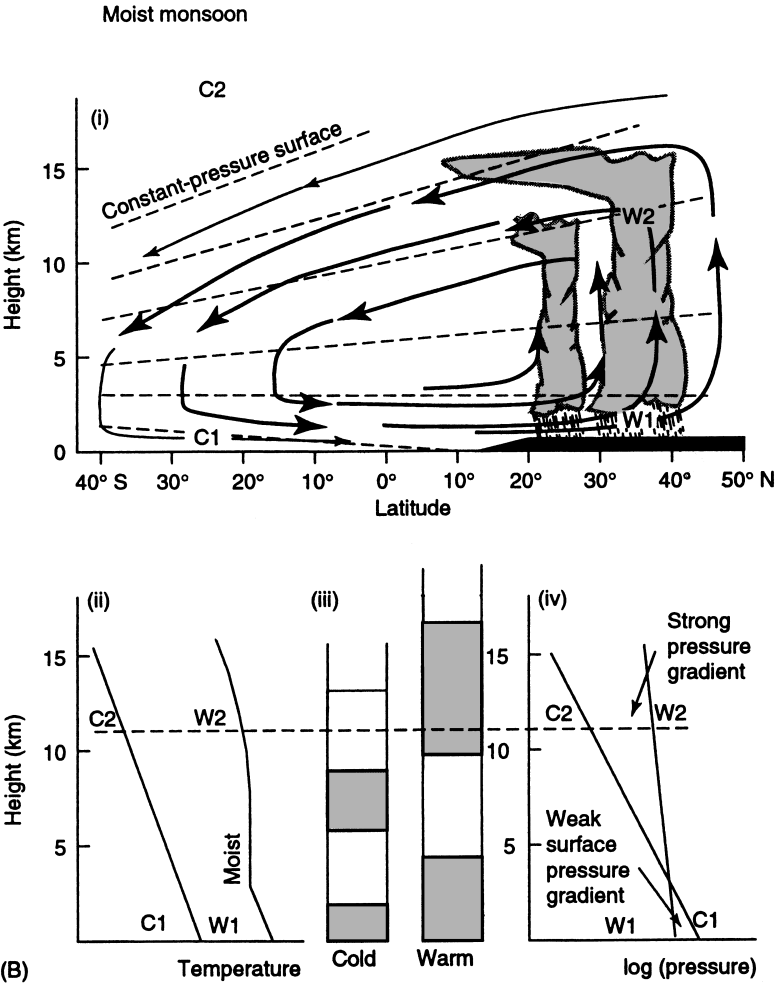 Moist monsoon
C2
(i)
Constant-pressure surface
15
W2
10
Height (km)
5
W1
C1
0
40° S 30° 20° 10° 0° 10° 20° 30° 40° 50° N
Latitude
(ii) (iii) (iv)
Strong
pressure
gradient
15 15
C2 W2 C2 W2
10 10
Height (km)
Weak
surface
pressure
gradient
5 5
Moist
C1 W1 W1 C1
Cold Warm
(B) Temperature log (pressure)